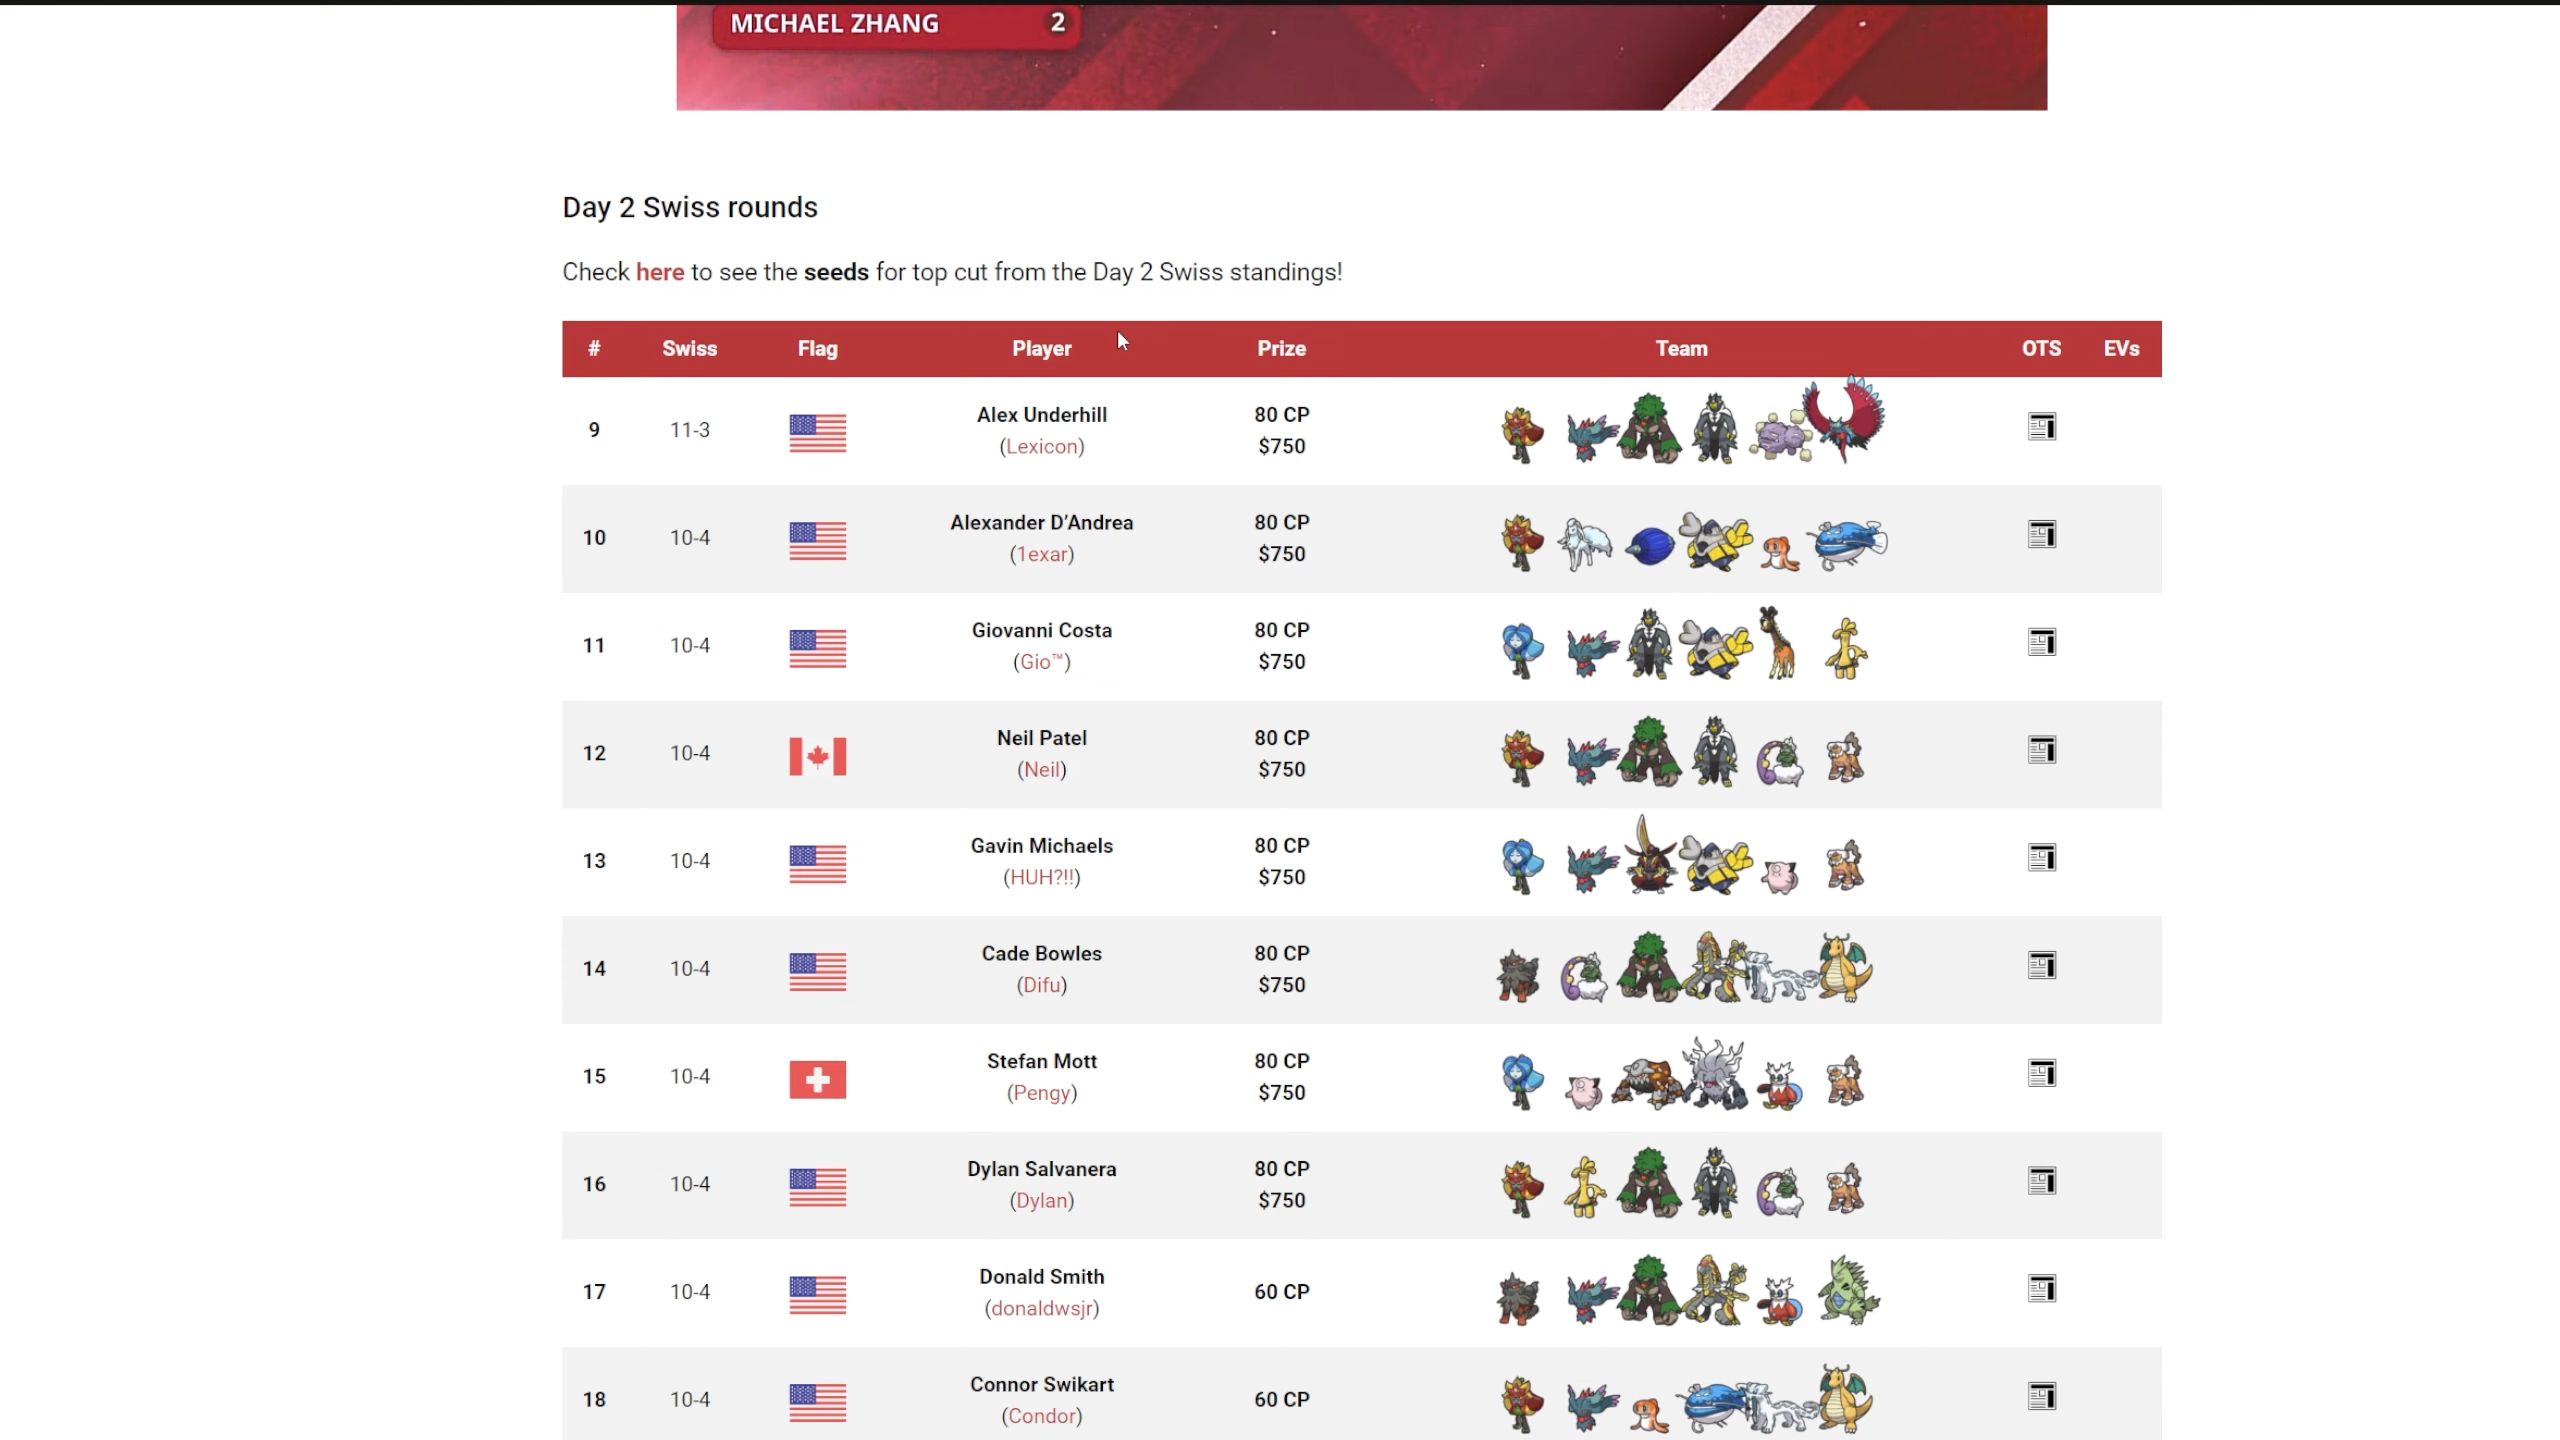 MICHAEL ZHANG 2
Day 2 Swiss rounds
Check here to see the seeds for top cut from the Day 2 Swiss standings!
# Swiss Flag Player Prize Team OTS EVs
9 11-3 Alex Underhill (Lexicon) 80 CP $750
10 10-4 Alexander D’Andrea (1exar) 80 CP $750
11 10-4 Giovanni Costa (Gio™) 80 CP $750
12 10-4 Neil Patel (Neil) 80 CP $750
13 10-4 Gavin Michaels (HUH?!!) 80 CP $750
14 10-4 Cade Bowles (Difu) 80 CP $750
15 10-4 Stefan Mott (Pengy) 80 CP $750
16 10-4 Dylan Salvanera (Dylan) 80 CP $750
17 10-4 Donald Smith (donaldwsjr) 60 CP
18 10-4 Connor Swikart (Condor) 60 CP